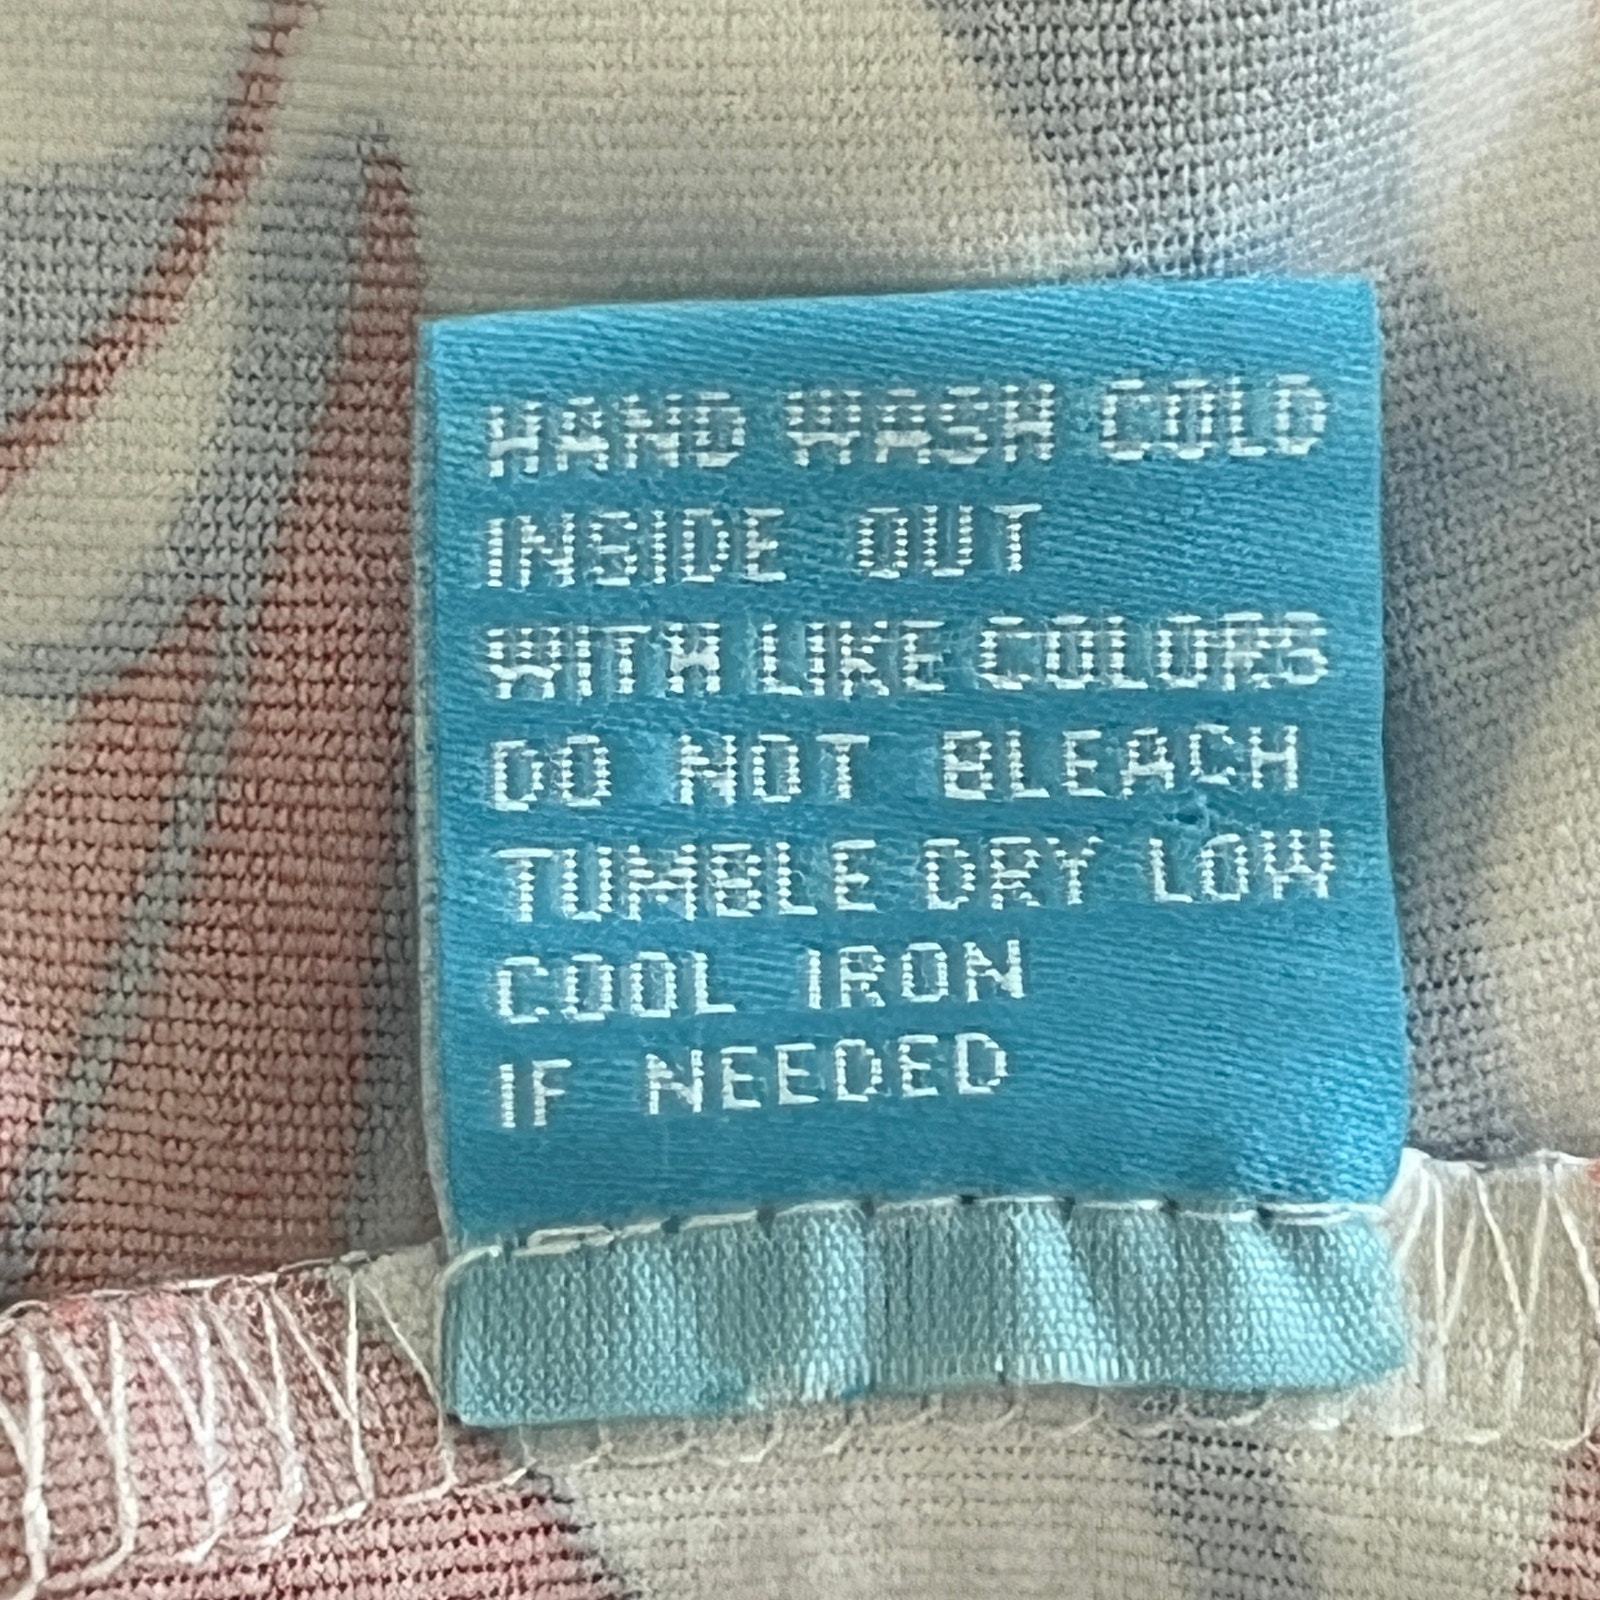 HAND WASH COLD
INSIDE OUT
WITH LIKE COLORS
DO NOT BLEACH
TUMBLE DRY LOW
COOL IRON
IF NEEDED